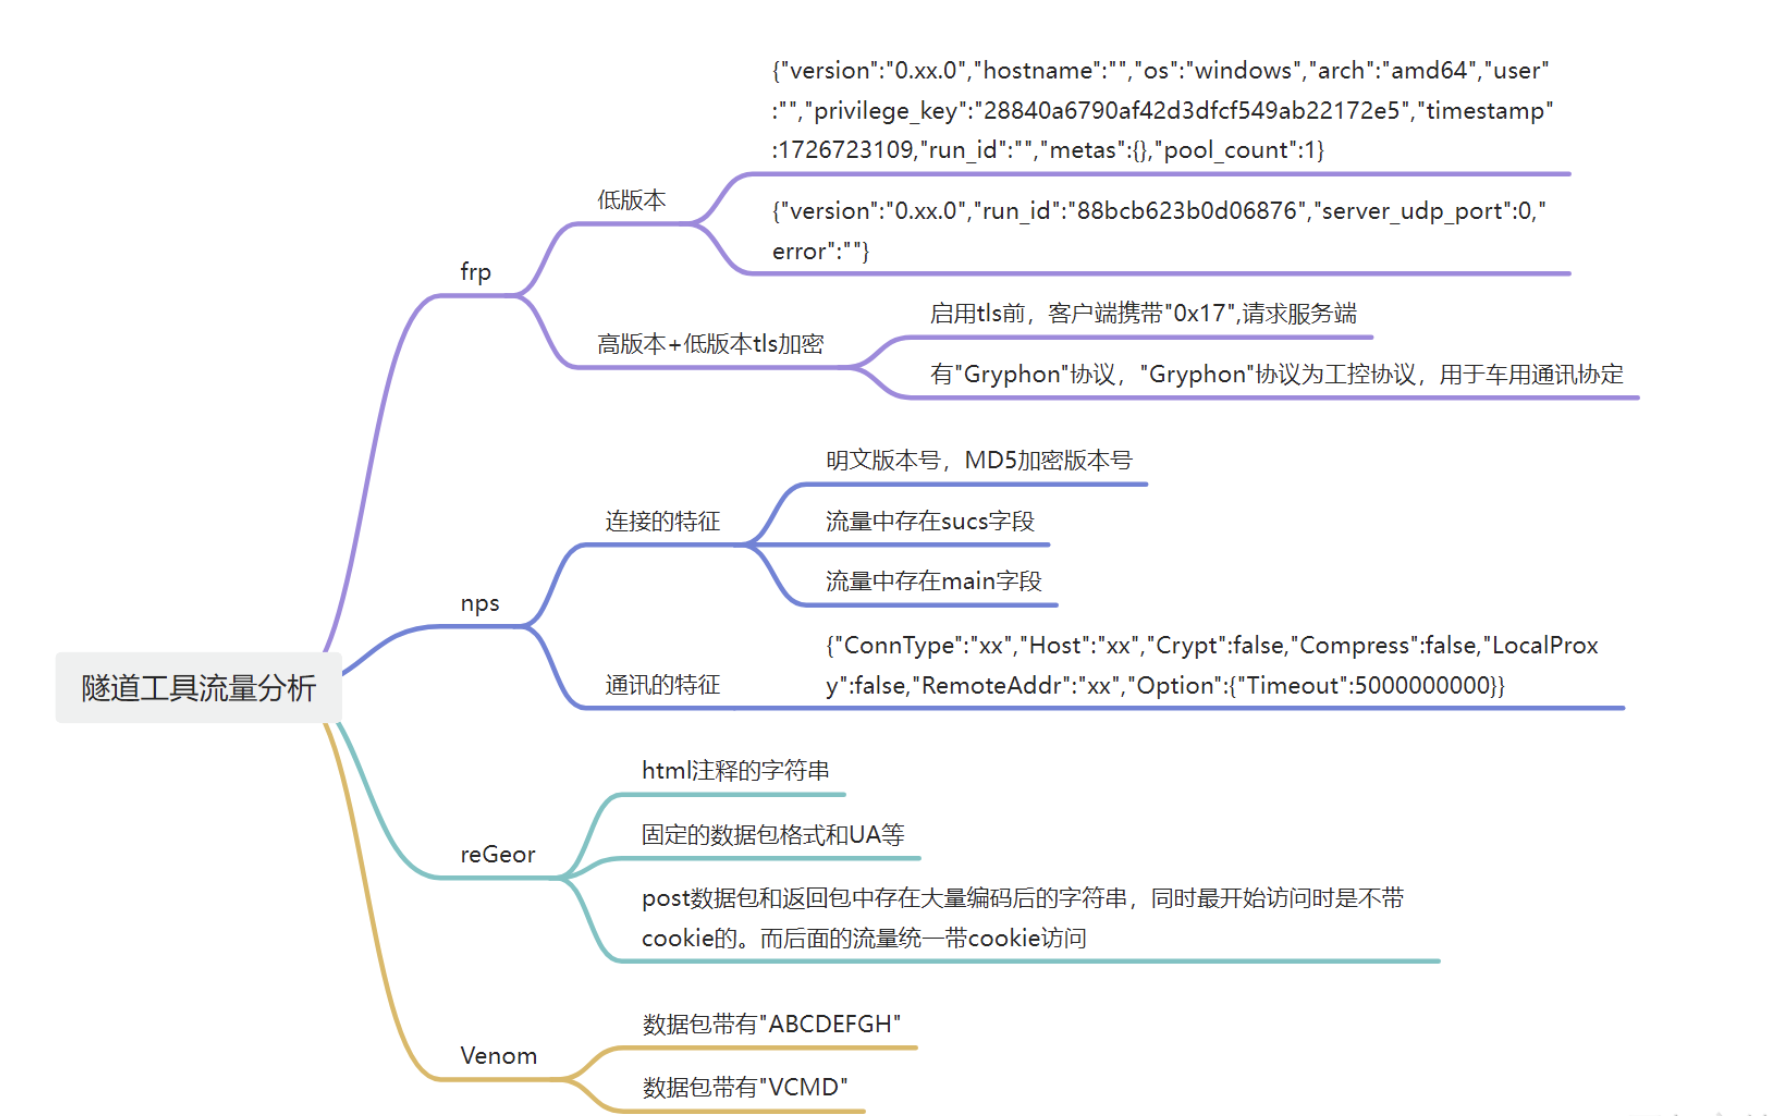 隧道工具流量分析
frp
低版本
{"version":"0.xx.0","hostname":"","os":"windows","arch":"amd64","user"
:"","privilege_key":"28840a6790af42d3dfcf549ab22172e5","timestamp"
:1726723109,"run_id":"","metas":{},"pool_count":1}
{"version":"0.xx.0","run_id":"88bcb623b0d06876","server_udp_port":0,"
error":""}
高版本+低版本tls加密
启用tls前，客户端携带"0x17",请求服务端
有"Gryphon"协议，"Gryphon"协议为工控协议，用于车用通讯协定
nps
连接的特征
明文版本号，MD5加密版本号
流量中存在sucs字段
流量中存在main字段
通讯的特征
{"ConnType":"xx","Host":"xx","Crypt":false,"Compress":false,"LocalProx
y":false,"RemoteAddr":"xx","Option":{"Timeout":5000000000}}
reGeor
html注释的字符串
固定的数据包格式和UA等
post数据包和返回包中存在大量编码后的字符串，同时最开始访问时是不带
cookie的。而后面的流量统一带cookie访问
Venom
数据包带有"ABCDEFGH"
数据包带有"VCMD"